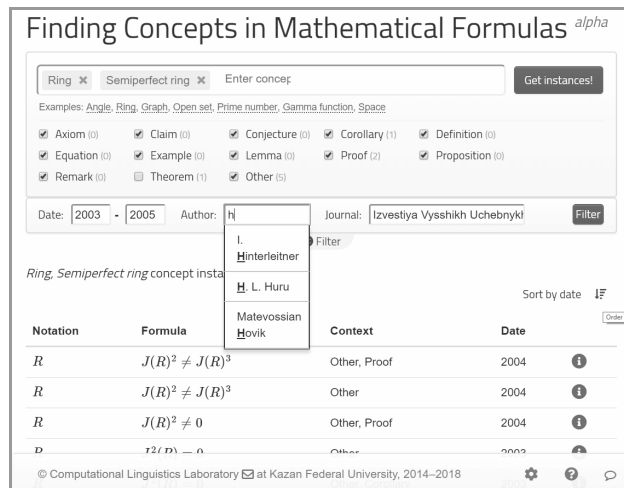 Finding Concepts in Mathematical Formulas alpha
Ring ✖ Semiperfect ring ✖ Enter concep Get instances!
Examples: Angle, Ring, Graph, Open set, Prime number, Gamma function, Space
Axiom (0) Claim (0) Conjecture (0) Corollary (1) Definition (0)
Equation (0) Example (0) Lemma (0) Proof (2) Proposition (0)
Remark (0) Theorem (1) Other (5)
Date: 2003 - 2005 Author: h Journal: Izvestiya Vysshikh Uchebnykh Filter
Filter
I.
Hinterleitner
H. L. Huru
Matevossian
Hovik
Ring, Semiperfect ring concept insta
Sort by date
Order
Notation Formula Context Date
R J(R)² ≠ J(R)³ Other, Proof 2004
R J(R)² ≠ J(R)³ Other 2004
R J(R)² ≠ 0 Other, Proof 2004
R J²(R) = 0 Other 2003
© Computational Linguistics Laboratory at Kazan Federal University, 2014–2018